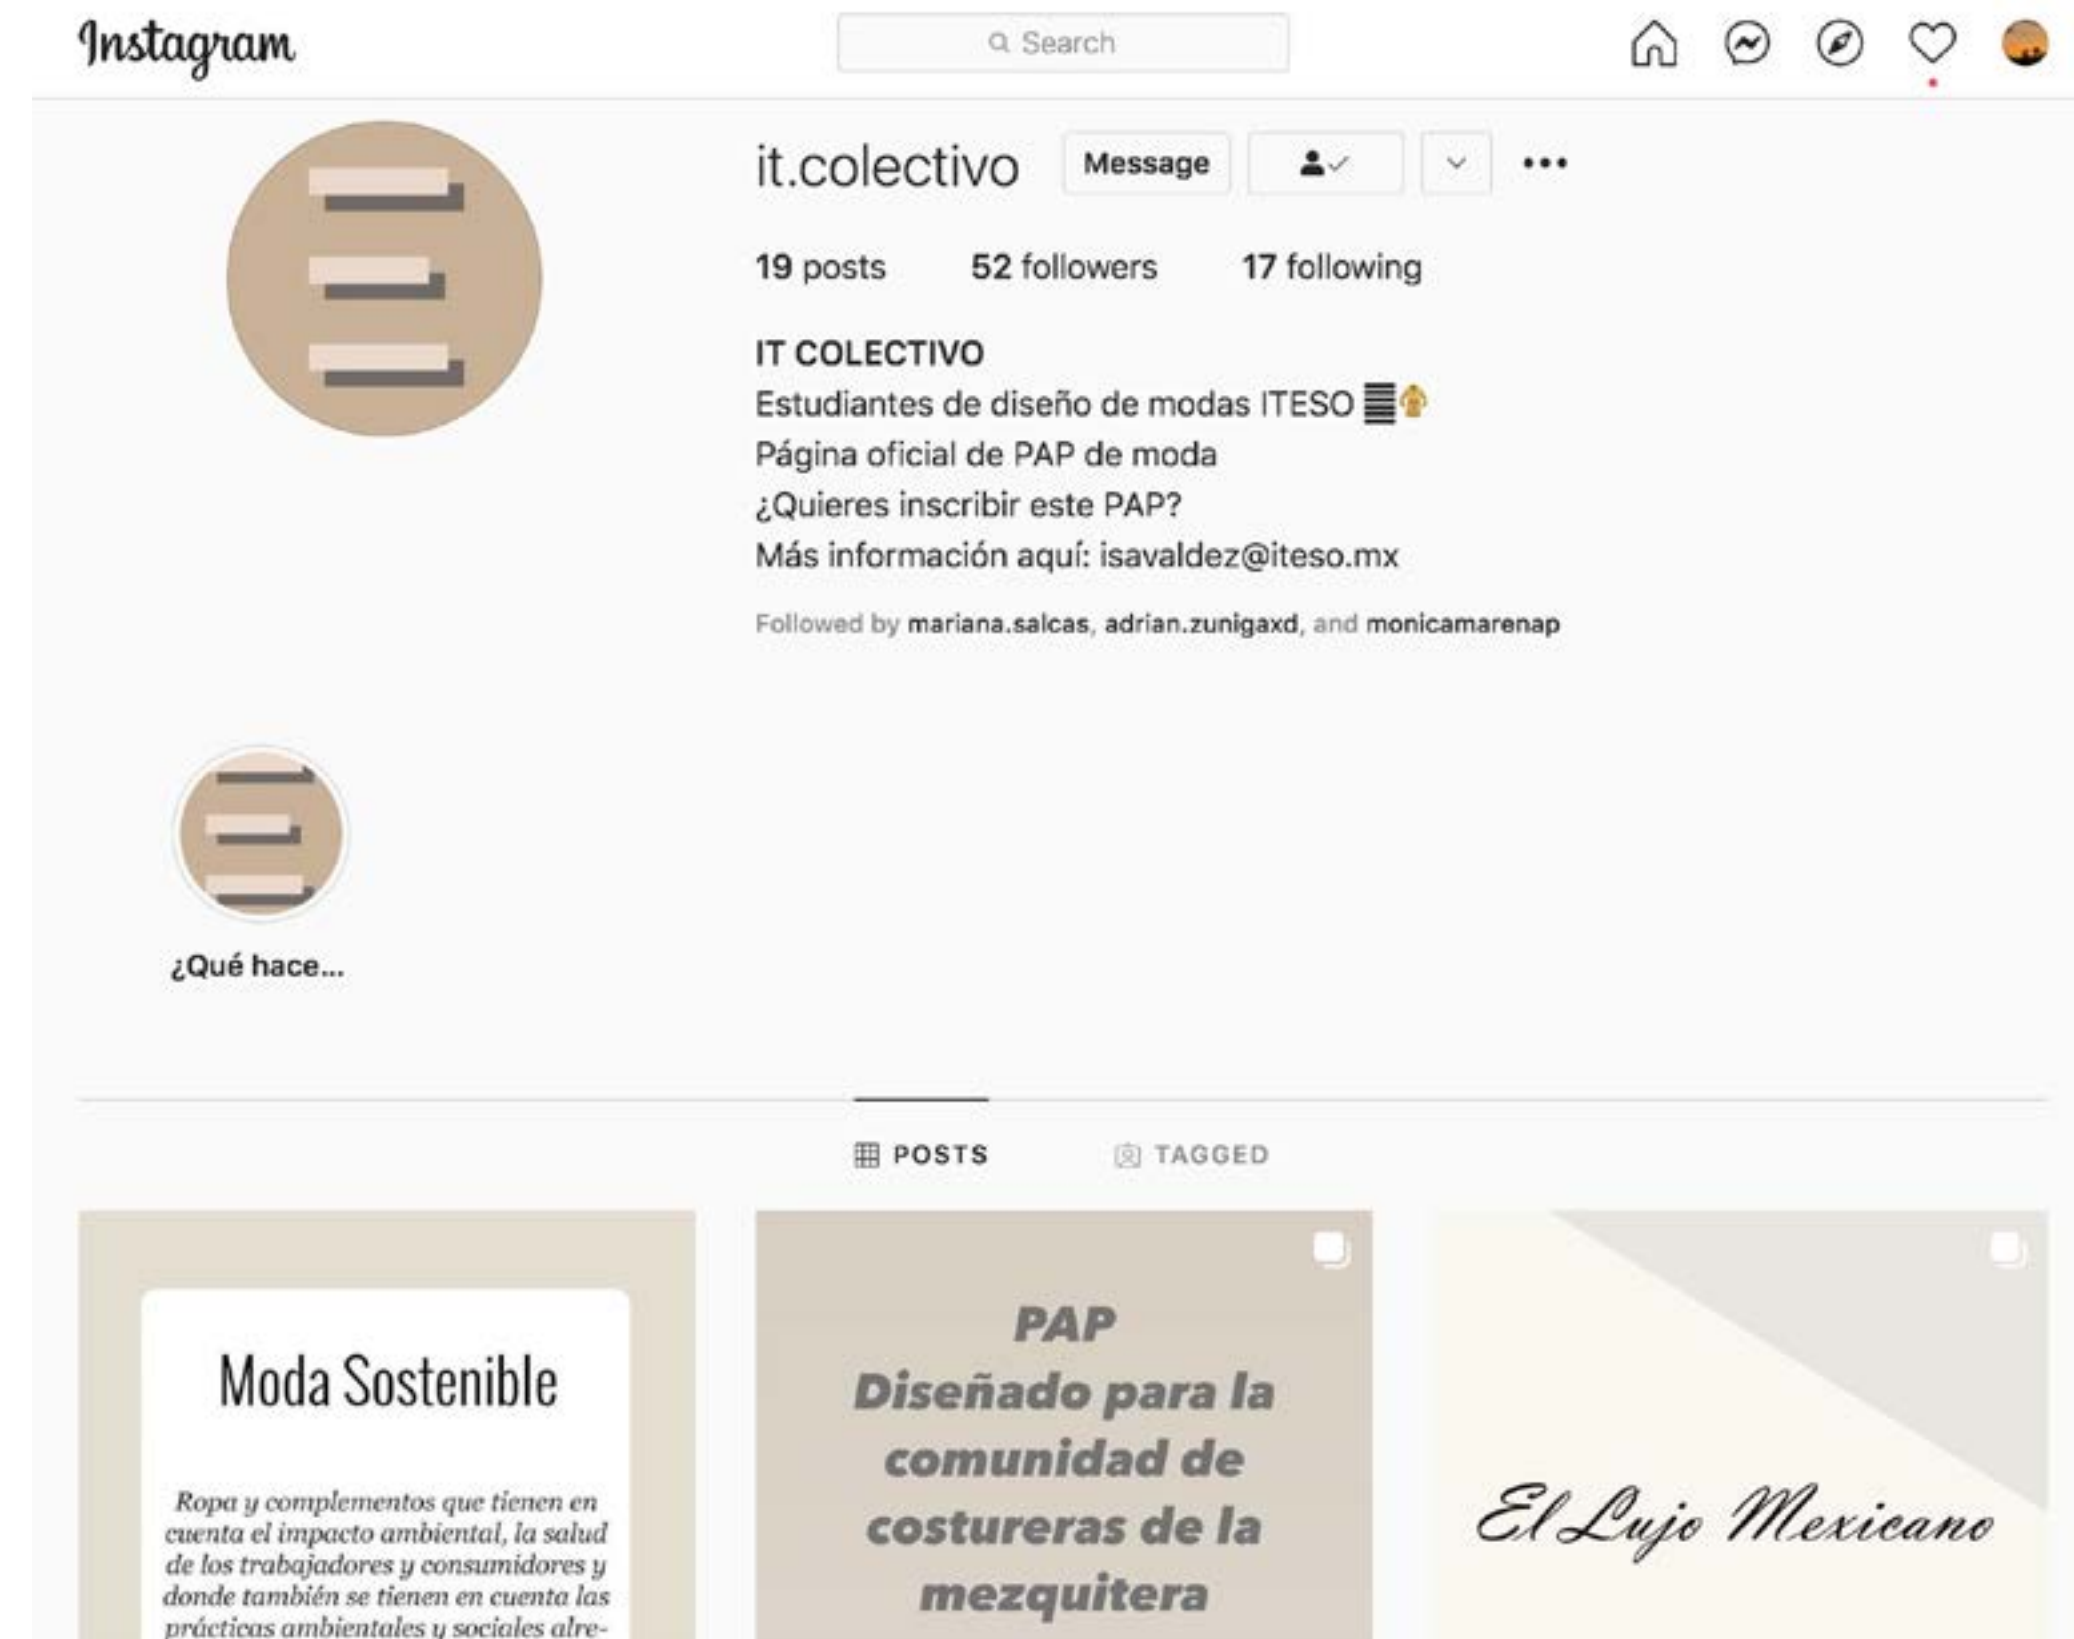 Instagram
Search
it.colectivo Message
19 posts 52 followers 17 following
IT COLECTIVO
Estudiantes de diseño de modas ITESO
Página oficial de PAP de moda
¿Quieres inscribir este PAP?
Más información aquí: isavaldez@iteso.mx
Followed by mariana.salcas, adrian.zunigaxd, and monicamarenap
¿Qué hace...
POSTS TAGGED
Moda Sostenible
Ropa y complementos que tienen en
cuenta el impacto ambiental, la salud
de los trabajadores y consumidores y
donde también se tienen en cuenta las
prácticas ambientales y sociales alre-
PAP
Diseñado para la
comunidad de
costureras de la
mezquitera
El Lujo Mexicano